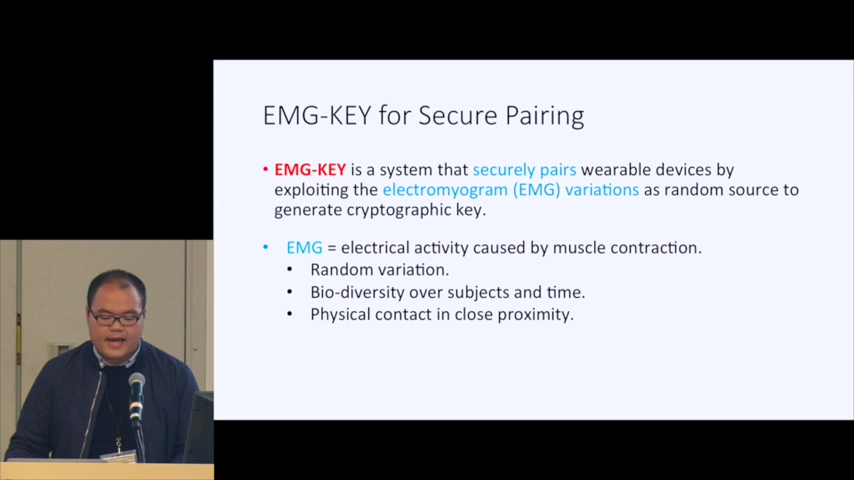 EMG-KEY for Secure Pairing
• EMG-KEY is a system that securely pairs wearable devices by
exploiting the electromyogram (EMG) variations as random source to
generate cryptographic key.
• EMG = electrical activity caused by muscle contraction.
• Random variation.
• Bio-diversity over subjects and time.
• Physical contact in close proximity.